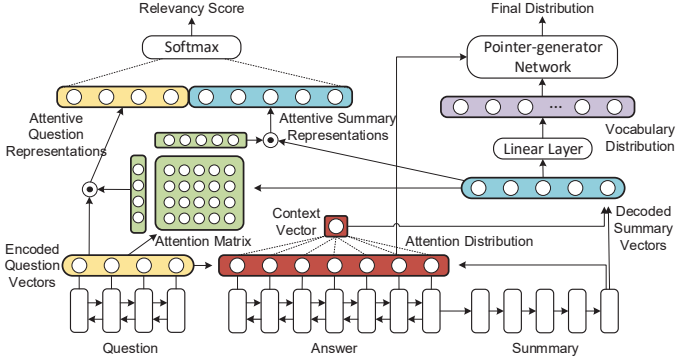 Relevancy Score
Final Distribution
Softmax
Pointer-generator
Network
Attentive
Question
Representations
Attentive Summary
Representations
...
Vocabulary
Distribution
Linear Layer
Context
Vector
Decoded
Summary
Vectors
Attention Matrix
Attention Distribution
Encoded
Question
Vectors
Question
Answer
Sunmmary